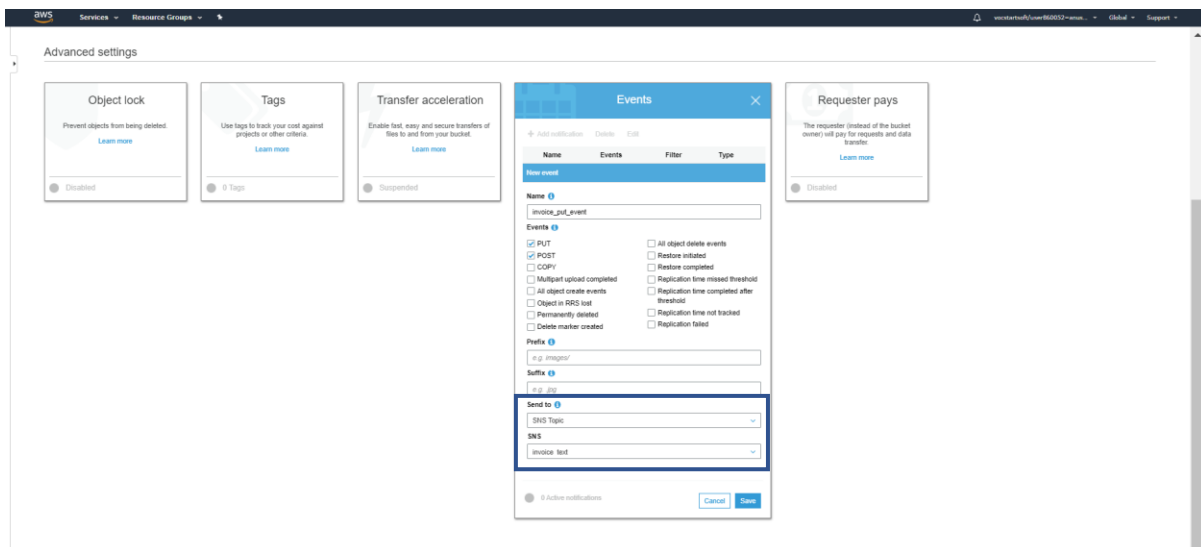 aws Services Resource Groups vocstartsoft/user860052=anus... Global Support
Advanced settings
Object lock
Prevent objects from being deleted.
Learn more
Disabled
Tags
Use tags to track your cost against
projects or other criteria.
Learn more
0 Tags
Transfer acceleration
Enable fast, easy and secure transfers of
files to and from your bucket.
Learn more
Suspended
Events
Add notification Delete Edit
Name Events Filter Type
New event
Name
invoice_put_event
Events
PUT
POST
COPY
Multipart upload completed
All object create events
Object in RRS lost
Permanently deleted
Delete marker created
All object delete events
Restore initiated
Restore completed
Replication time missed threshold
Replication time completed after
threshold
Replication time not tracked
Replication failed
Prefix
e.g. images/
Suffix
e.g. .jpg
Send to
SNS Topic
SNS
invoice_text
0 Active notifications Cancel Save
Requester pays
The requester (instead of the bucket
owner) will pay for requests and data
transfer.
Learn more
Disabled